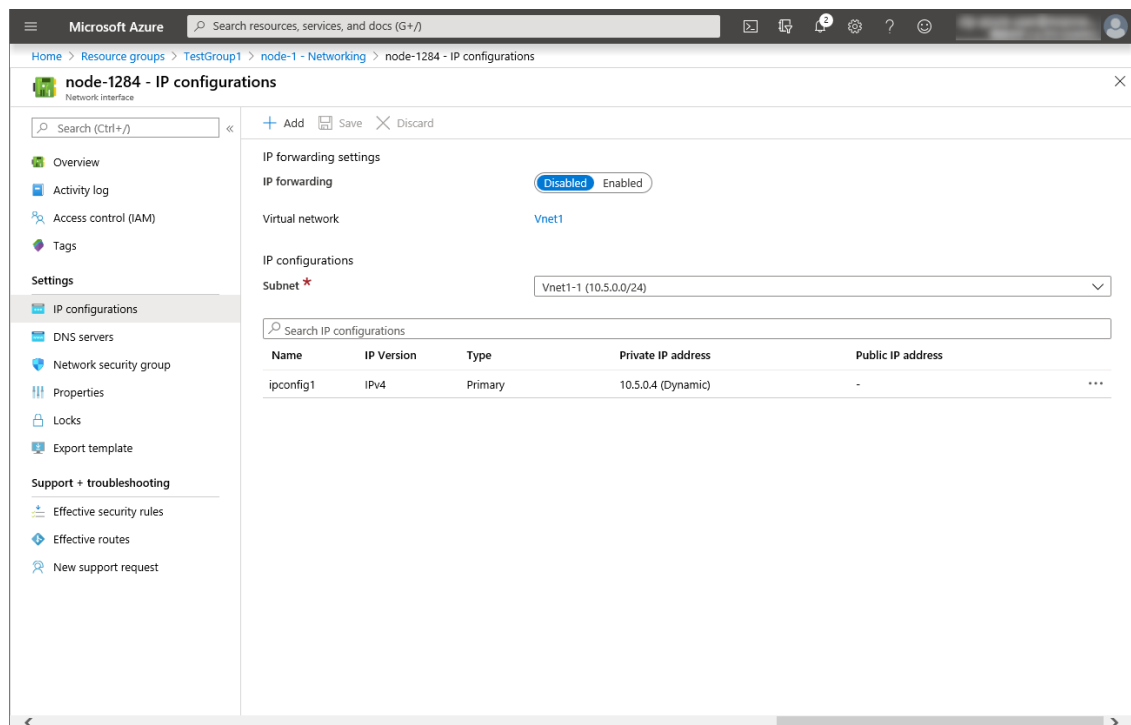 Microsoft Azure
Search resources, services, and docs (G+/)
2
Home > Resource groups > TestGroup1 > node-1 - Networking > node-1284 - IP configurations
node-1284 - IP configurations
Network interface
Search (Ctrl+/)
«
Add Save Discard
Overview
Activity log
Access control (IAM)
Tags
Settings
IP configurations
DNS servers
Network security group
Properties
Locks
Export template
Support + troubleshooting
Effective security rules
Effective routes
New support request
IP forwarding settings
IP forwarding Disabled Enabled
Virtual network Vnet1
IP configurations
Subnet * Vnet1-1 (10.5.0.0/24)
Search IP configurations
Name IP Version Type Private IP address Public IP address
ipconfig1 IPv4 Primary 10.5.0.4 (Dynamic) - ...